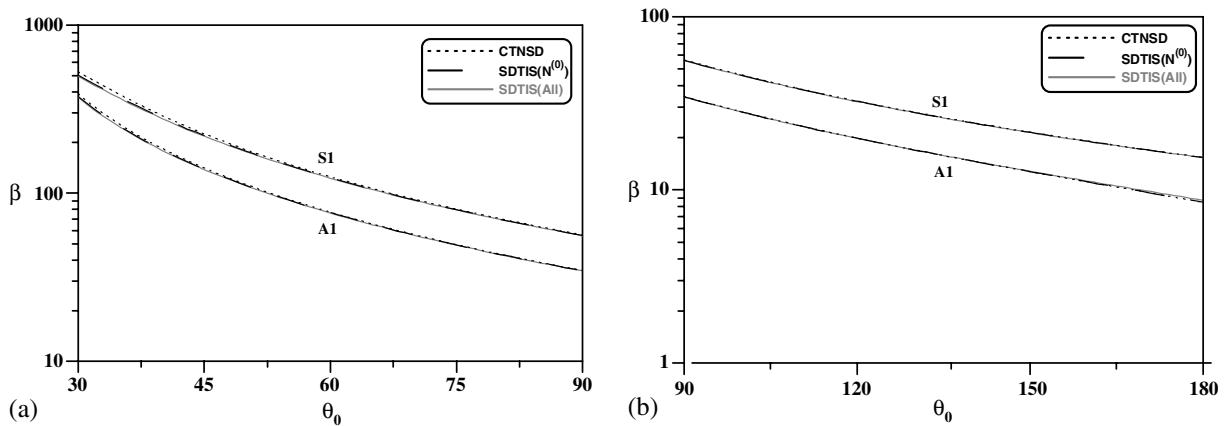 1000
CTNSD
SDTIS(N⁽⁰⁾)
SDTIS(All)
S1
β
100
A1
10
30
45
60
75
90
(a)
θ₀
100
CTNSD
SDTIS(N⁽⁰⁾)
SDTIS(All)
S1
β
10
A1
1
90
120
150
180
(b)
θ₀